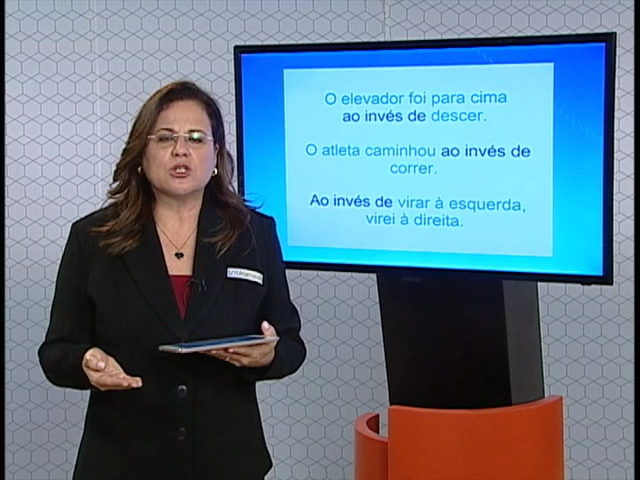 O elevador foi para cima
ao invés de descer.
O atleta caminhou ao invés de
correr.
Ao invés de virar à esquerda,
virei à direita.